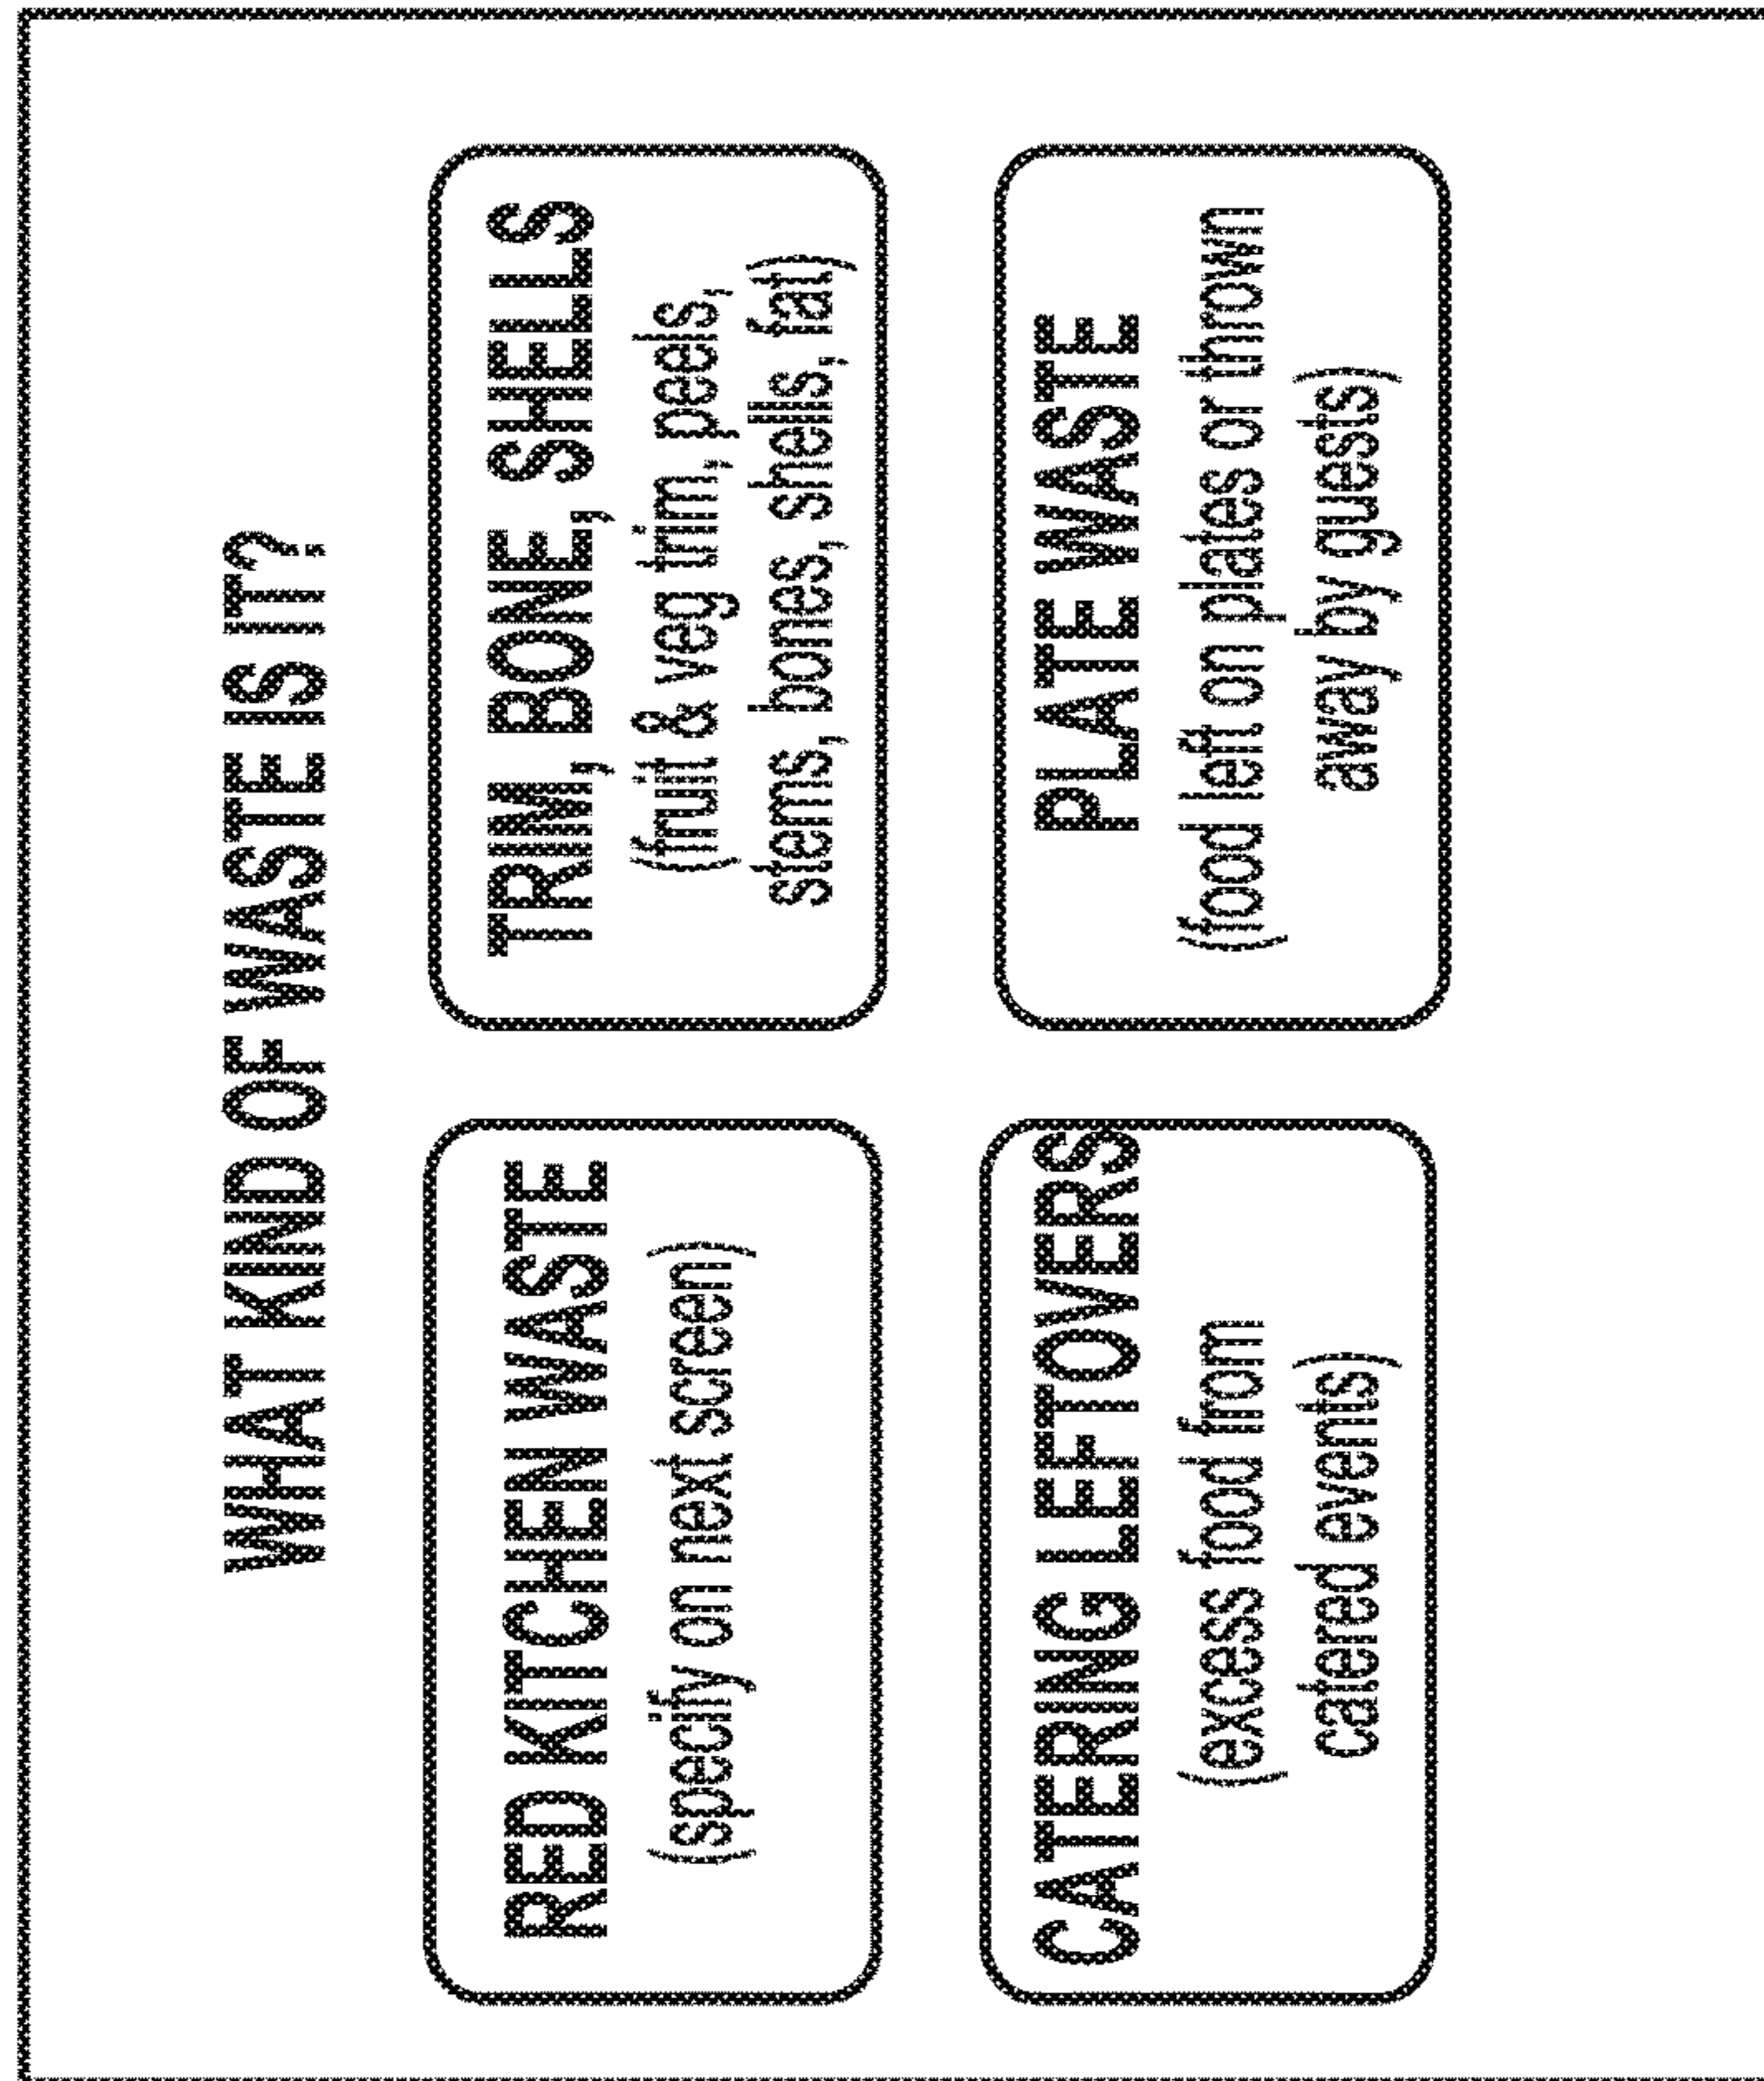 WHAT KIND OF WASTE IS IT?
RED KITCHEN WASTE
(specify on next screen)
TRIM, BONE, SHELLS
(fruit & veg trim, peels,
stems, bones, shells, fat)
CATERING LEFTOVERS
(excess food from
catered events)
PLATE WASTE
(food left on plates or thrown
away by guests)